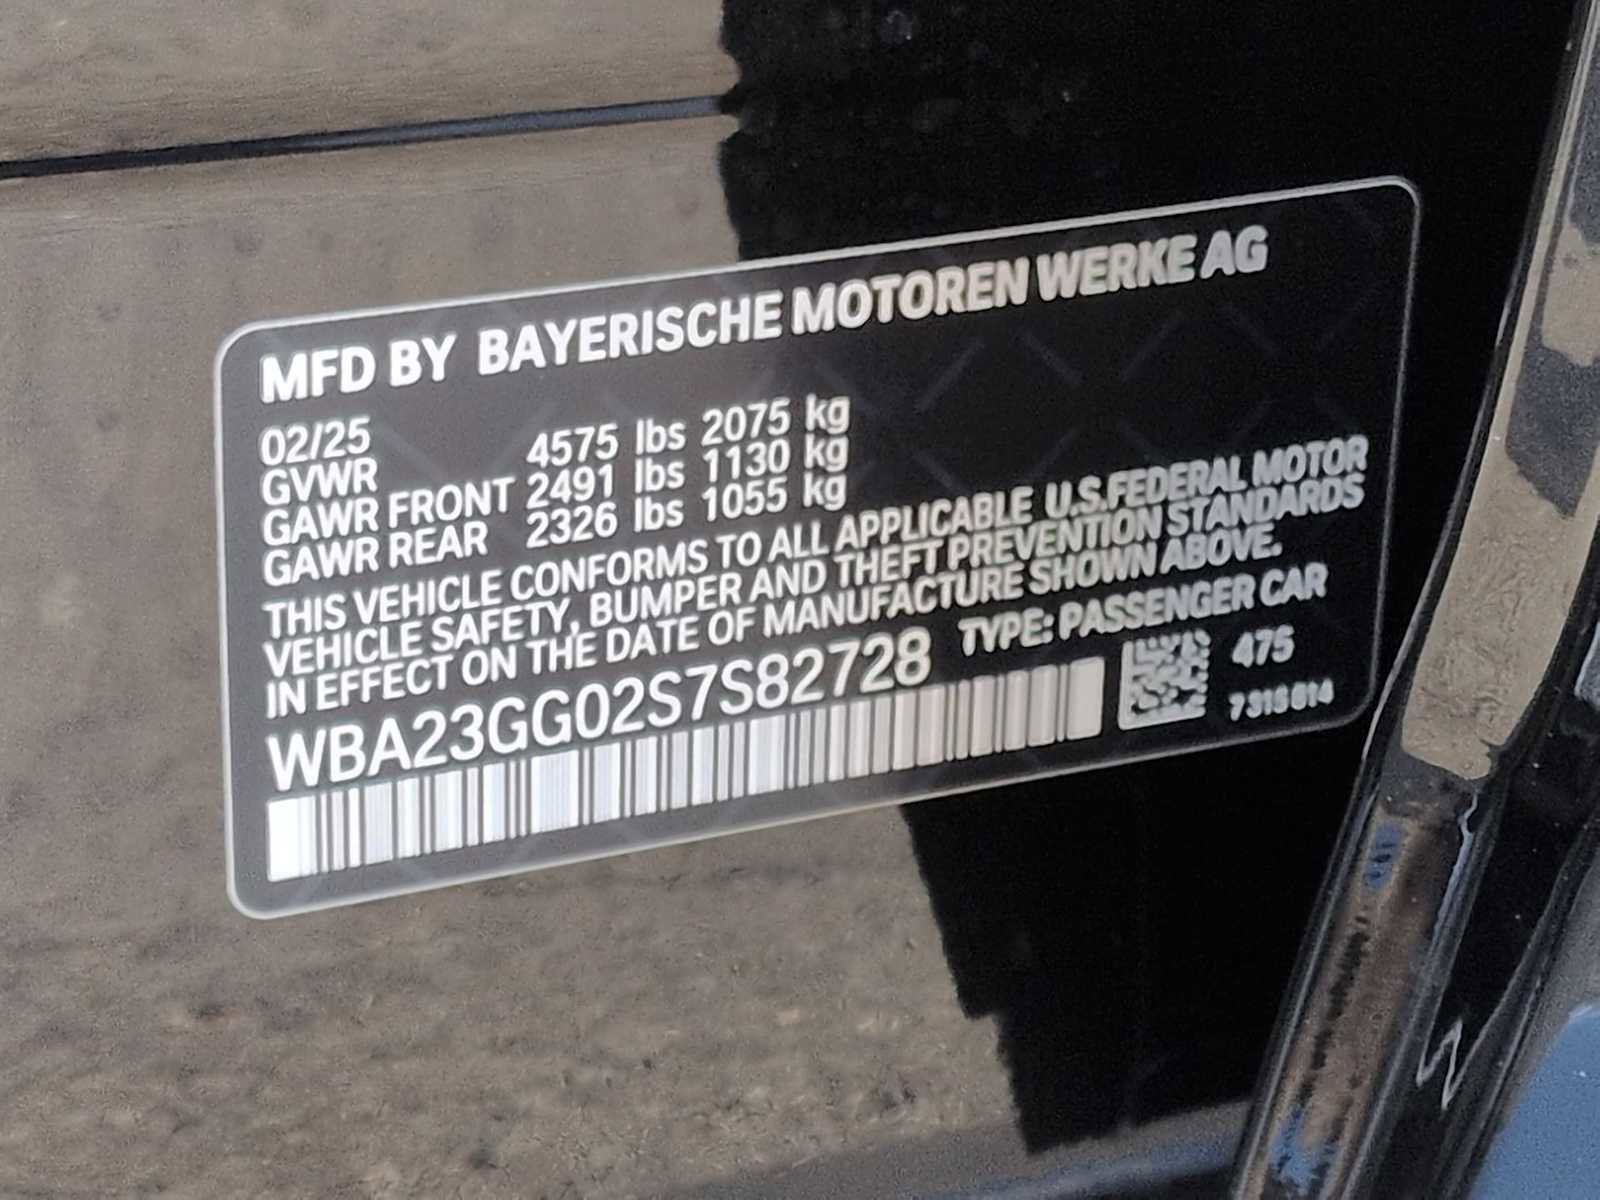 MFD BY BAYERISCHE MOTOREN WERKE AG
02/25
GVWR 4575 lbs 2075 kg
GAWR FRONT 2491 lbs 1130 kg
GAWR REAR 2326 lbs 1055 kg
THIS VEHICLE CONFORMS TO ALL APPLICABLE U.S.FEDERAL MOTOR
VEHICLE SAFETY, BUMPER AND THEFT PREVENTION STANDARDS
IN EFFECT ON THE DATE OF MANUFACTURE SHOWN ABOVE.
WBA23GG02S7S82728 TYPE: PASSENGER CAR
475